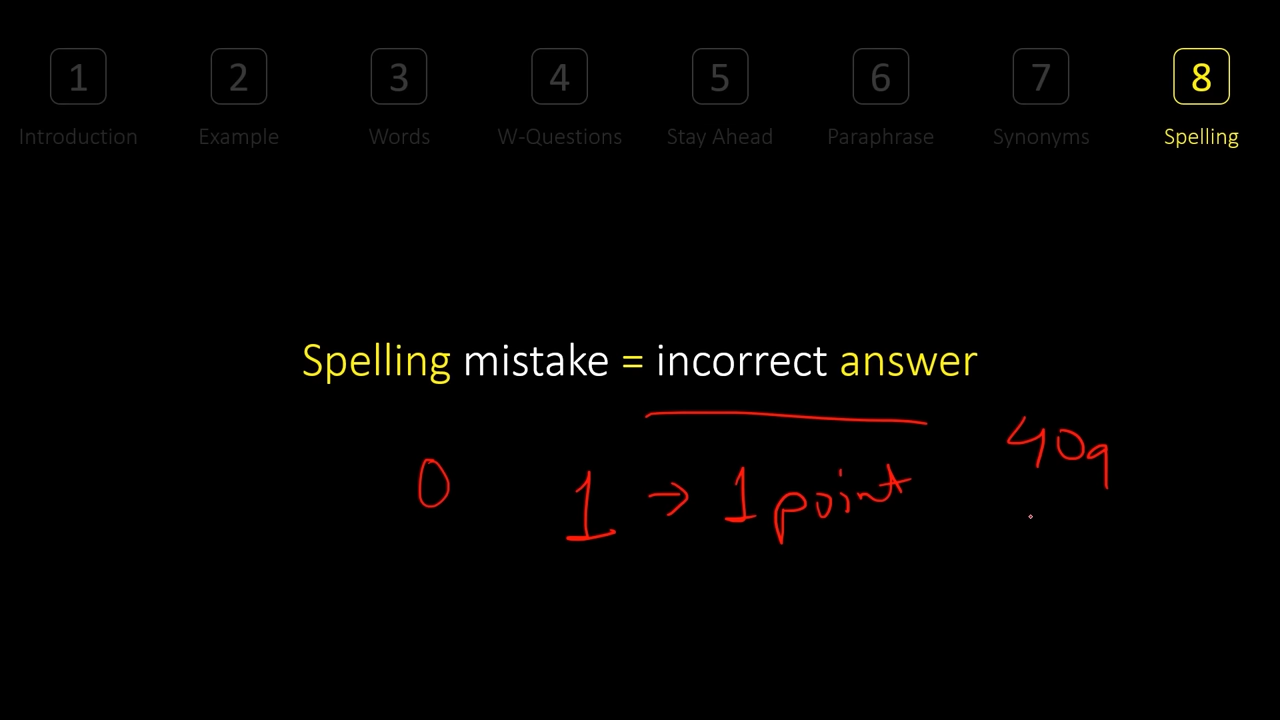 1 2 3 4 5 6 7 8
Introduction Example Words W-Questions Stay Ahead Paraphrase Synonyms Spelling
Spelling mistake = incorrect answer
40q
0 1 → 1 point